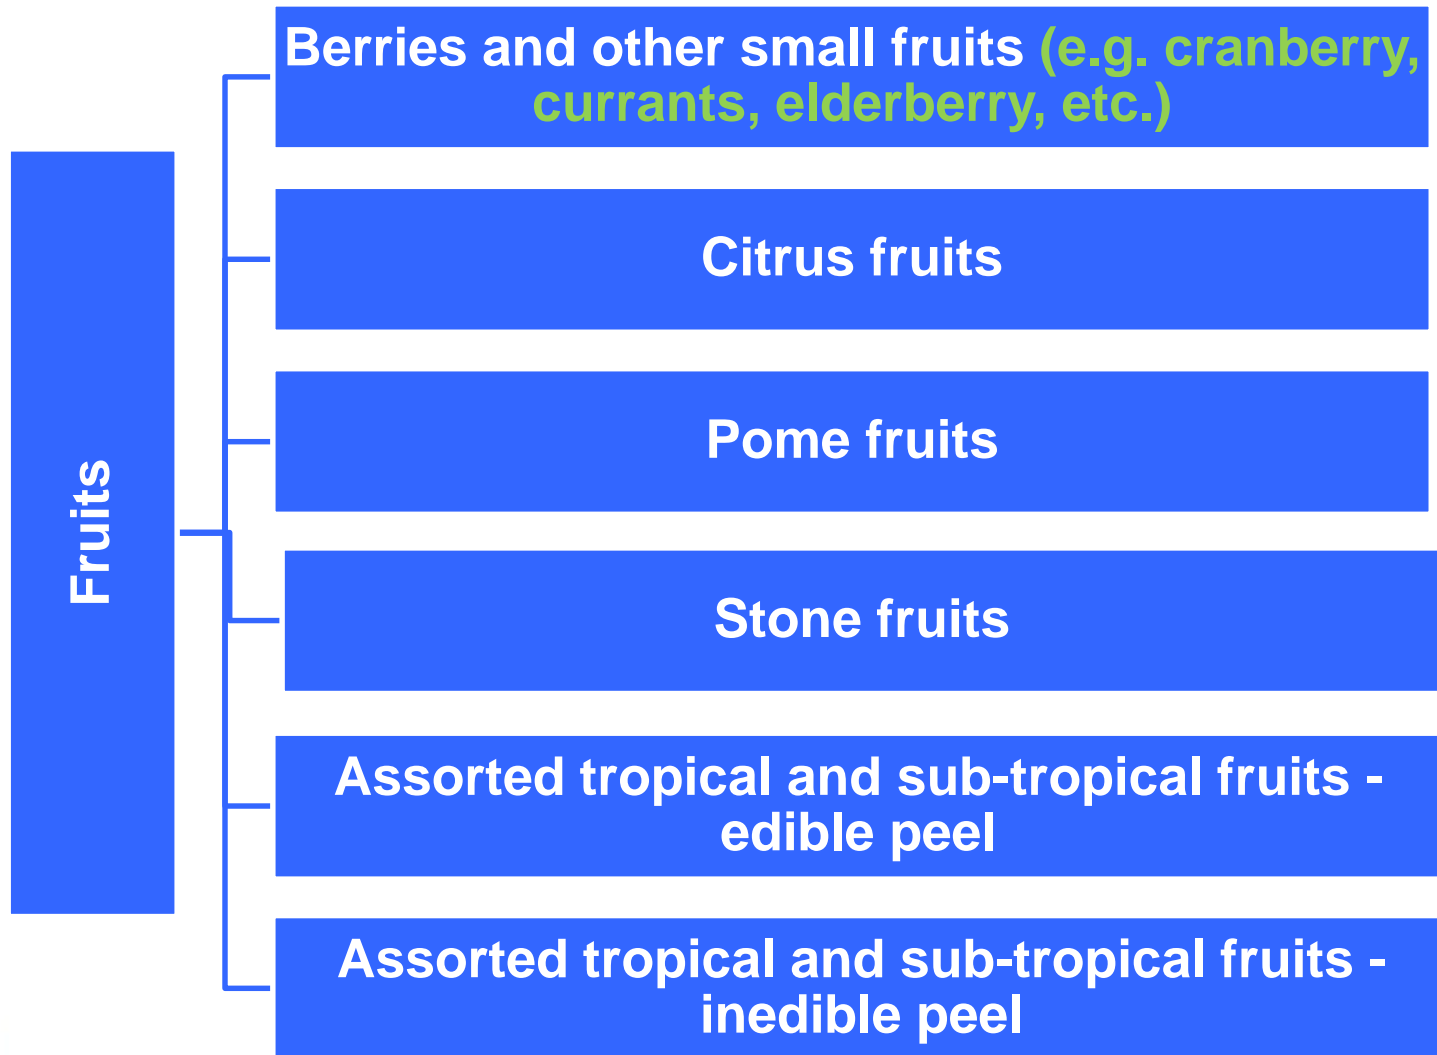 Fruits
Berries and other small fruits (e.g. cranberry,
currants, elderberry, etc.)
Citrus fruits
Pome fruits
Stone fruits
Assorted tropical and sub-tropical fruits -
edible peel
Assorted tropical and sub-tropical fruits -
inedible peel